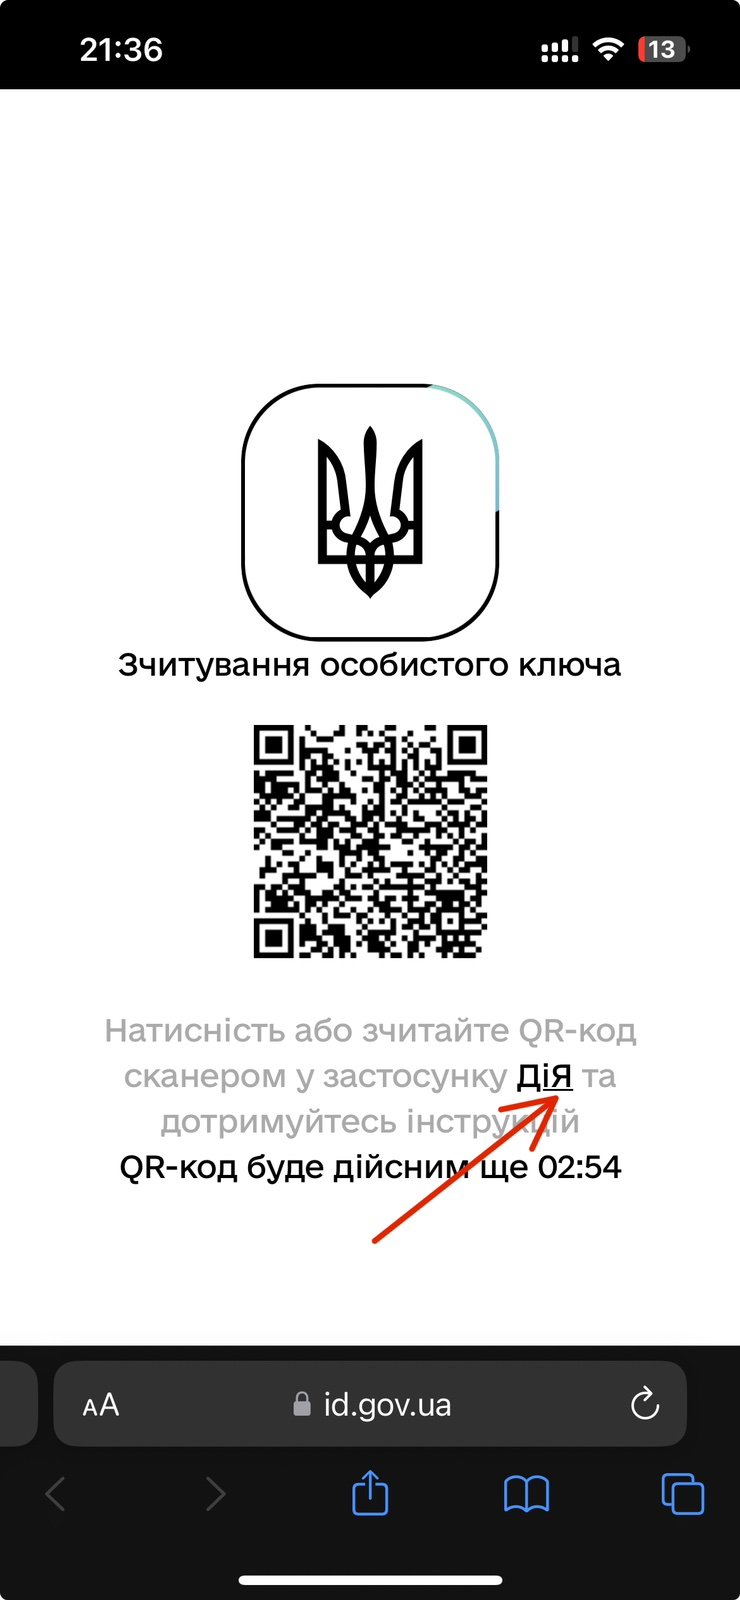 21:36
13
Зчитування особистого ключа
Натисність або зчитайте QR-код
сканером у застосунку ДіЯ та
дотримуйтесь інструкцій
QR-код буде дійсним ще 02:54
AA
id.gov.ua